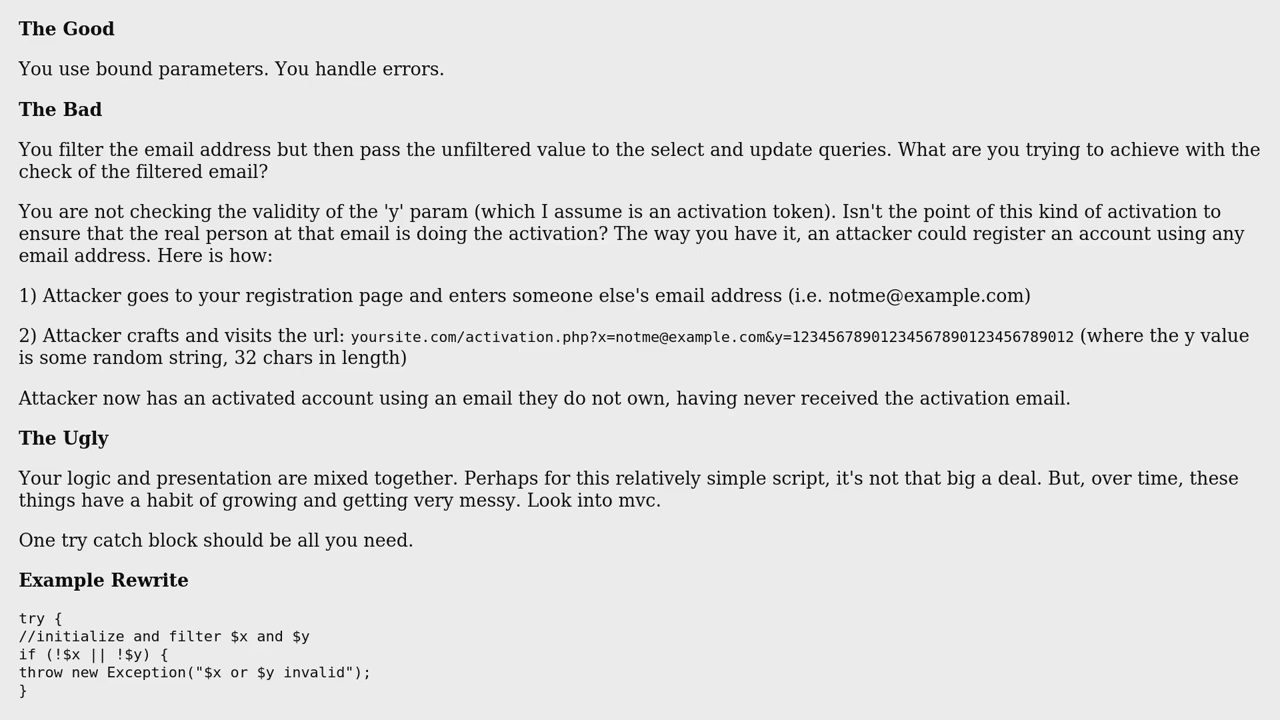 The Good
You use bound parameters. You handle errors.
The Bad
You filter the email address but then pass the unfiltered value to the select and update queries. What are you trying to achieve with the
check of the filtered email?
You are not checking the validity of the 'y' param (which I assume is an activation token). Isn't the point of this kind of activation to
ensure that the real person at that email is doing the activation? The way you have it, an attacker could register an account using any
email address. Here is how:
1) Attacker goes to your registration page and enters someone else's email address (i.e. notme@example.com)
2) Attacker crafts and visits the url: yoursite.com/activation.php?x=notme@example.com&y=12345678901234567890123456789012 (where the y value
is some random string, 32 chars in length)
Attacker now has an activated account using an email they do not own, having never received the activation email.
The Ugly
Your logic and presentation are mixed together. Perhaps for this relatively simple script, it's not that big a deal. But, over time, these
things have a habit of growing and getting very messy. Look into mvc.
One try catch block should be all you need.
Example Rewrite
try {
//initialize and filter $x and $y
if (!$x || !$y) {
throw new Exception("$x or $y invalid");
}